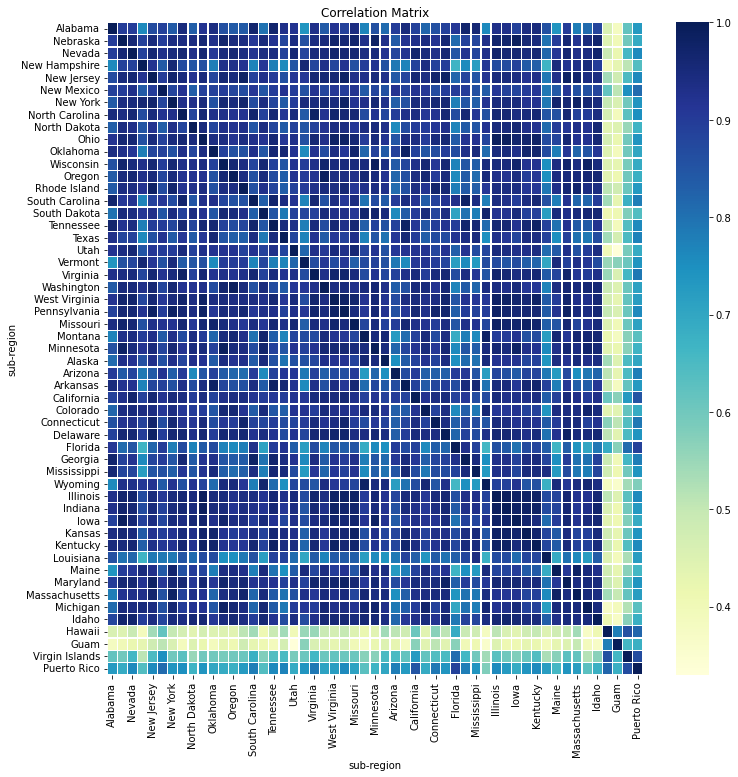 Correlation Matrix
Alabama
Nebraska
Nevada
New Hampshire
New Jersey
New Mexico
New York
North Carolina
North Dakota
Ohio
Oklahoma
Wisconsin
Oregon
Rhode Island
South Carolina
South Dakota
Tennessee
Texas
Utah
Vermont
Virginia
Washington
West Virginia
Pennsylvania
Missouri
Montana
Minnesota
Alaska
Arizona
Arkansas
California
Colorado
Connecticut
Delaware
Florida
Georgia
Mississippi
Wyoming
Illinois
Indiana
Iowa
Kansas
Kentucky
Louisiana
Maine
Maryland
Massachusetts
Michigan
Idaho
Hawaii
Guam
Virgin Islands
Puerto Rico
sub-region
Alabama
Nevada
New Jersey
New York
North Dakota
Oklahoma
Oregon
South Carolina
Tennessee
Utah
Virginia
West Virginia
Missouri
Minnesota
Arizona
California
Connecticut
Florida
Mississippi
Illinois
Iowa
Kentucky
Maine
Massachusetts
Idaho
Guam
Puerto Rico
sub-region
1.0
0.9
0.8
0.7
0.6
0.5
0.4